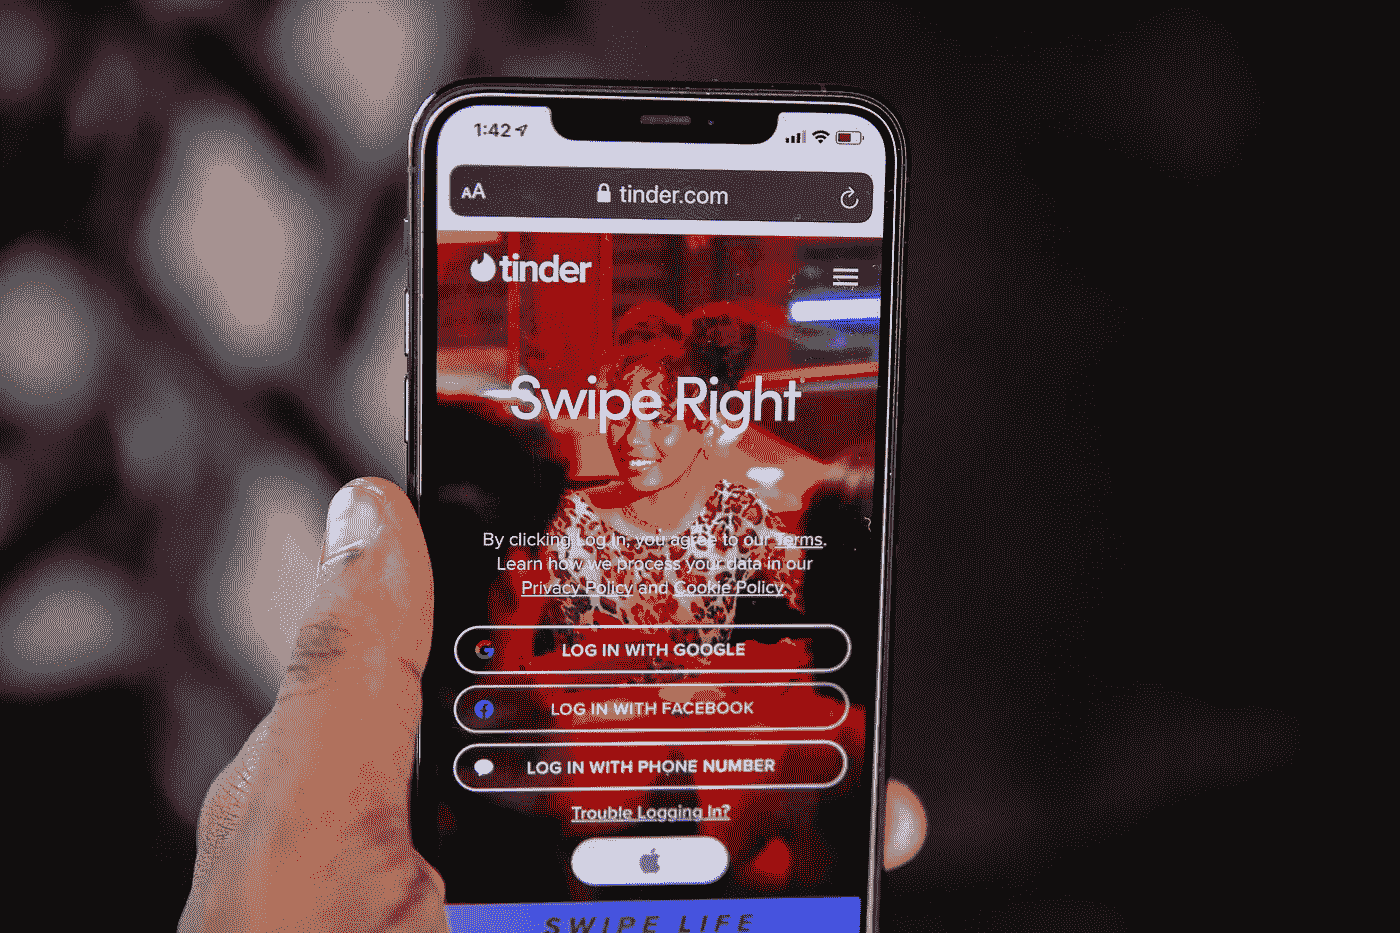 1:42
AA tinder.com
tinder
Swipe Right
By clicking Log In, you agree to our Terms.
Learn how we process your data in our
Privacy Policy and Cookie Policy.
LOG IN WITH GOOGLE
LOG IN WITH FACEBOOK
LOG IN WITH PHONE NUMBER
Trouble Logging In?
SWIPE LIFE